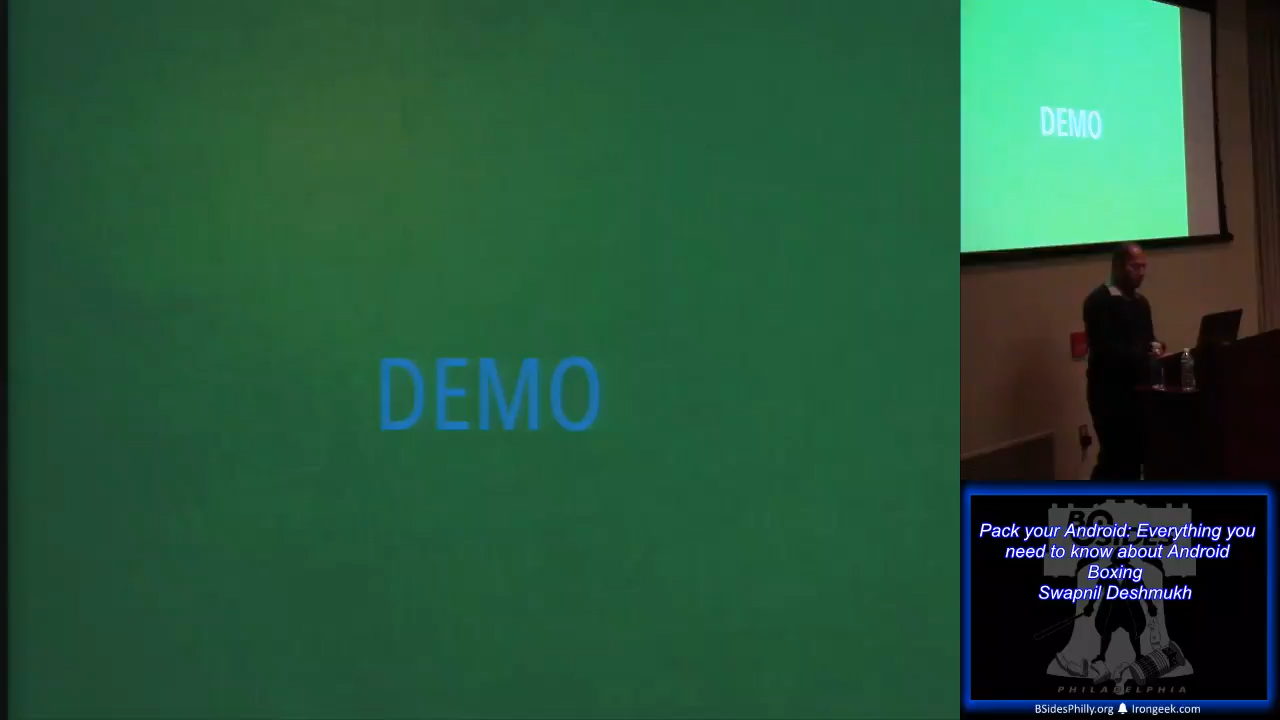 DEMO
DEMO
Pack your Android: Everything you
need to know about Android
Boxing
Swapnil Deshmukh
PHILADELPHIA
BSidesPhilly.org Irongeek.com